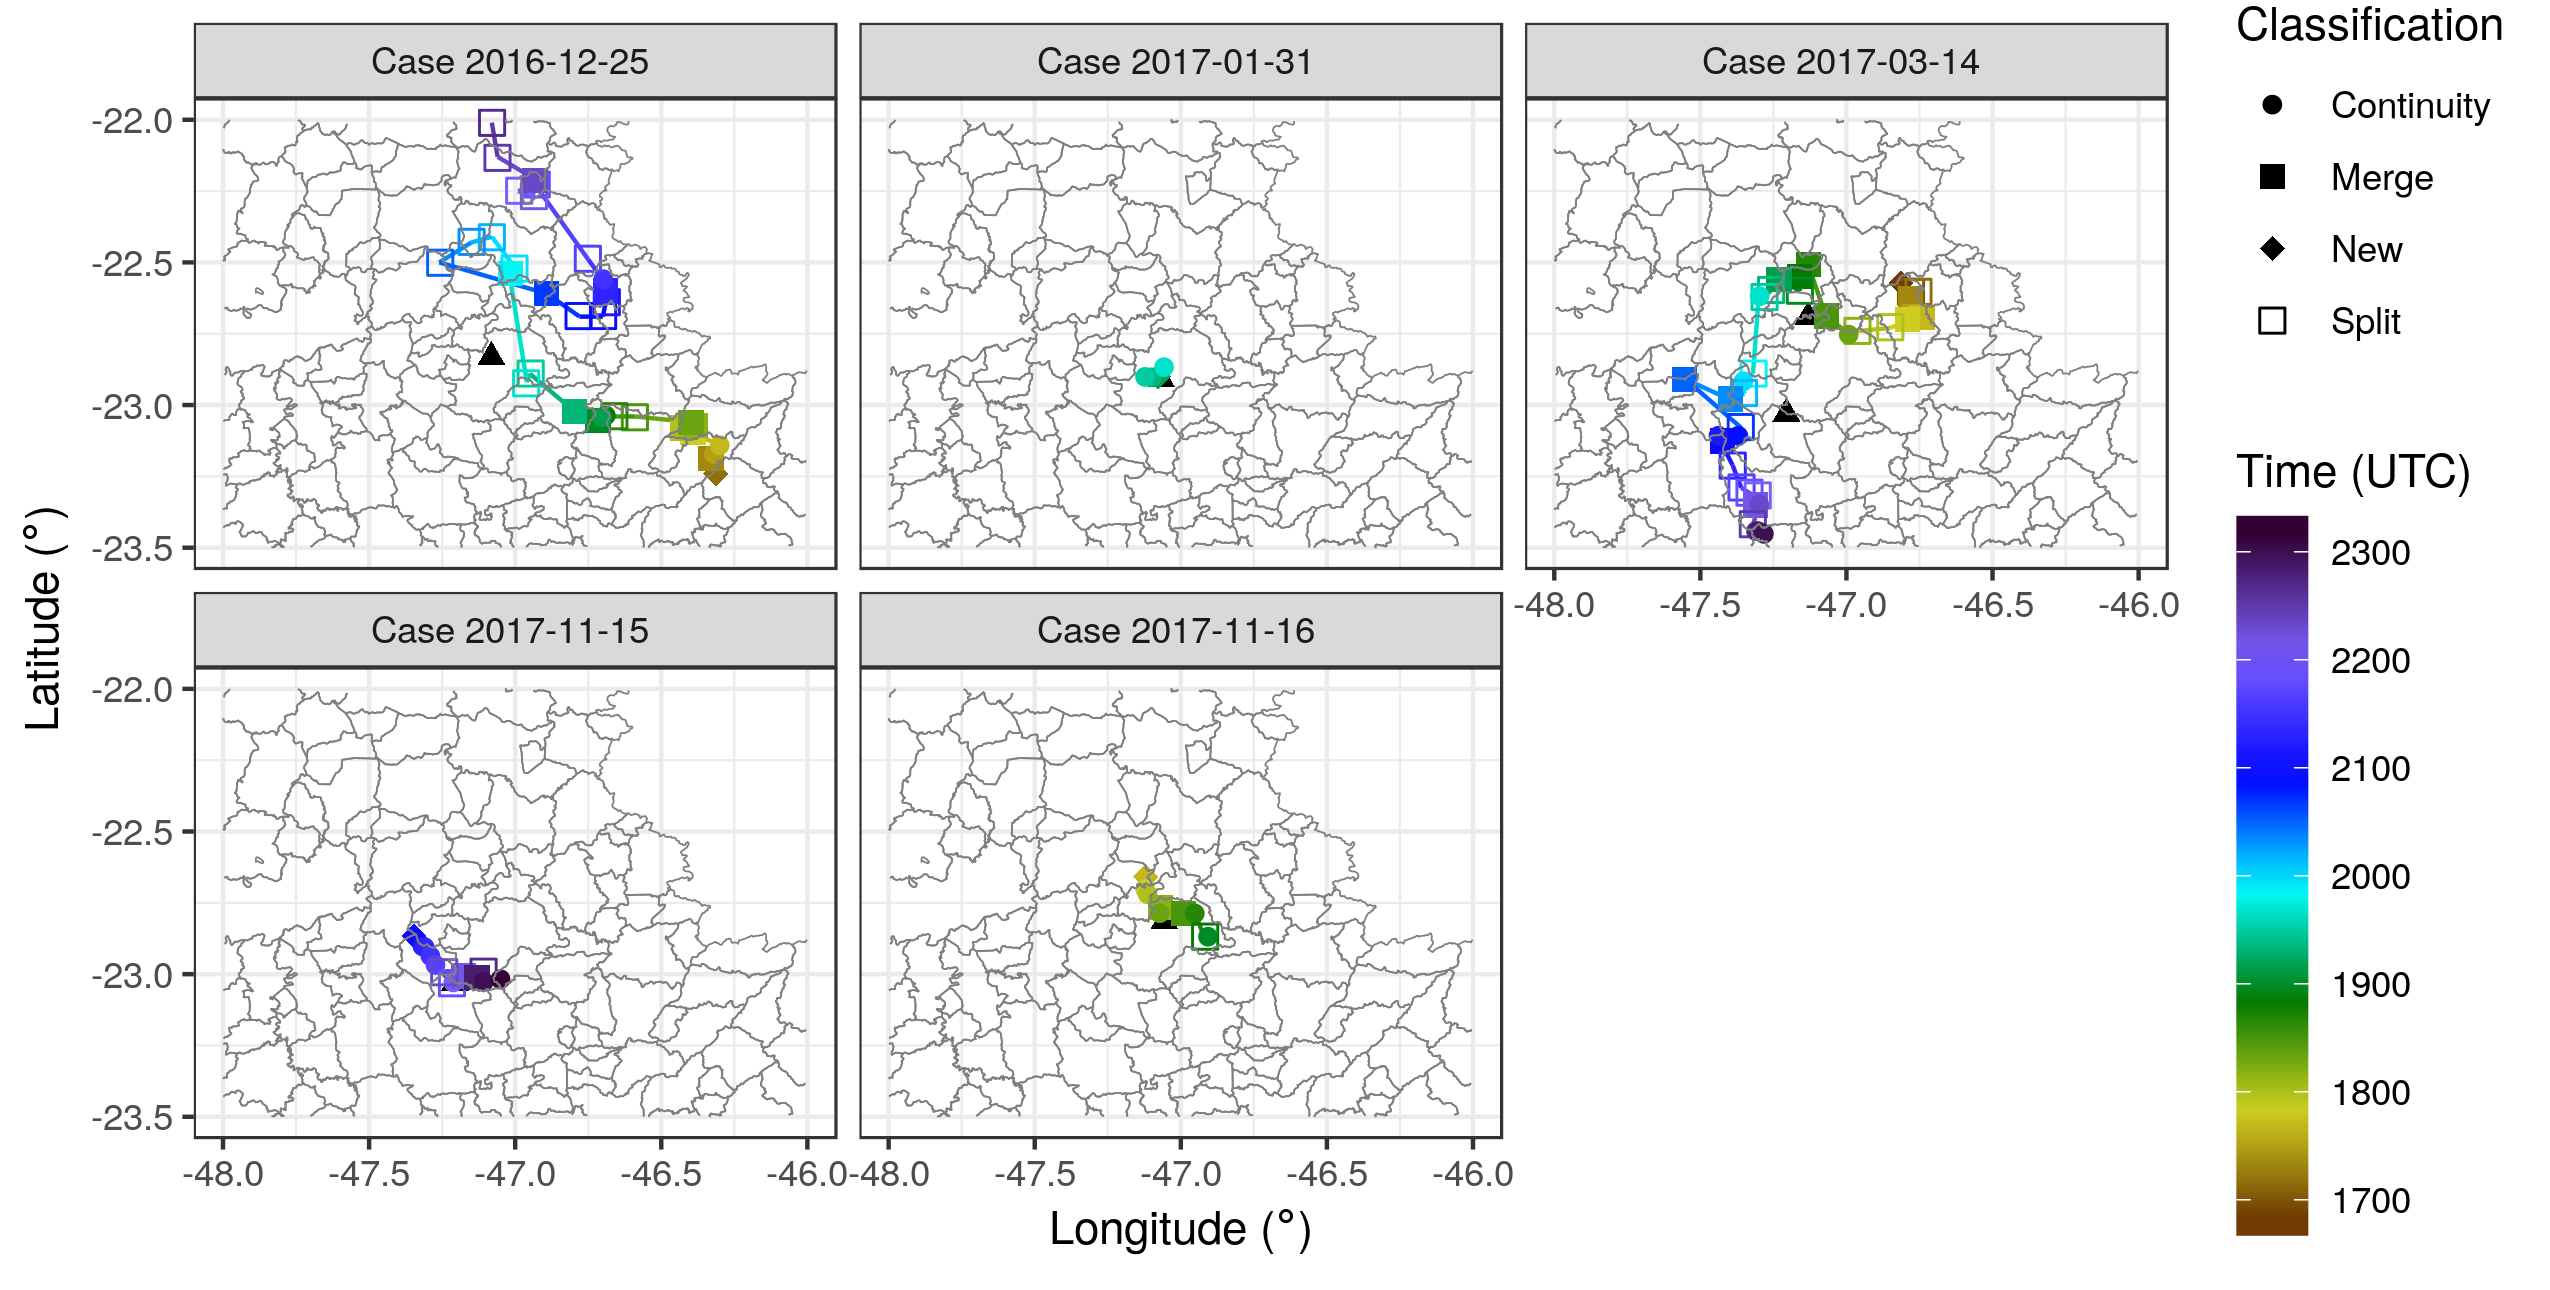 Case 2016-12-25
Case 2017-01-31
Case 2017-03-14
-22.0
-22.5
-23.0
-23.5
-48.0 -47.5 -47.0 -46.5 -46.0
Case 2017-11-15
Case 2017-11-16
-22.0
-22.5
-23.0
-23.5
-48.0 -47.5 -47.0 -46.5 -46.0
-48.0 -47.5 -47.0 -46.5 -46.0
Longitude (°)
Latitude (°)
Classification
Continuity
Merge
New
Split
Time (UTC)
2300
2200
2100
2000
1900
1800
1700